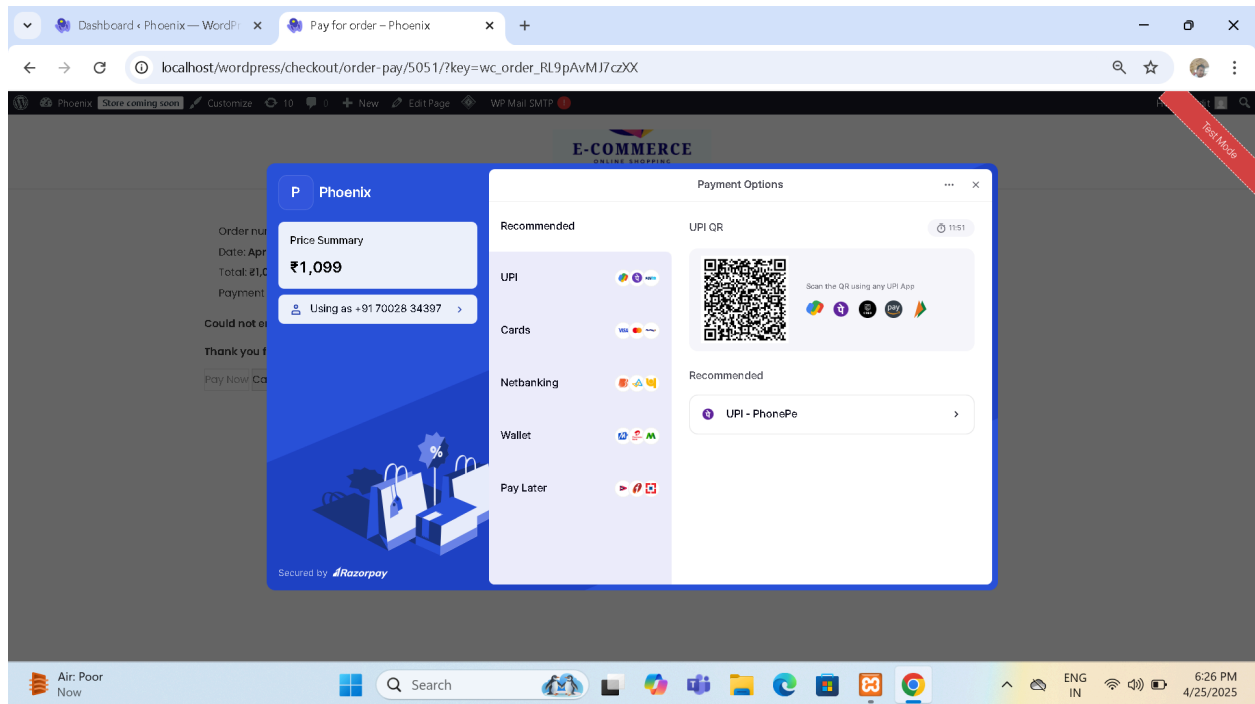 Dashboard ‹ Phoenix — WordPr
Pay for order – Phoenix
localhost/wordpress/checkout/order-pay/5051/?key=wc_order_RL9pAvMJ7czXX
Phoenix Store coming soon Customize 10 0 New Edit Page WP Mail SMTP
Test Mode
E-COMMERCE
ONLINE SHOPPING
P Phoenix
Payment Options
Order nu
Date: Apr
Total: ₹1,0
Payment
Could not e
Thank you f
Pay Now Ca
Price Summary
₹1,099
Using as +91 70028 34397
Recommended
UPI
Cards
VISA
Netbanking
Wallet
Pay Later
UPI QR
11:51
Scan the QR using any UPI App
pay
Recommended
UPI - PhonePe
%
Secured by Razorpay
Air: Poor
Now
Search
ENG
IN
6:26 PM
4/25/2025